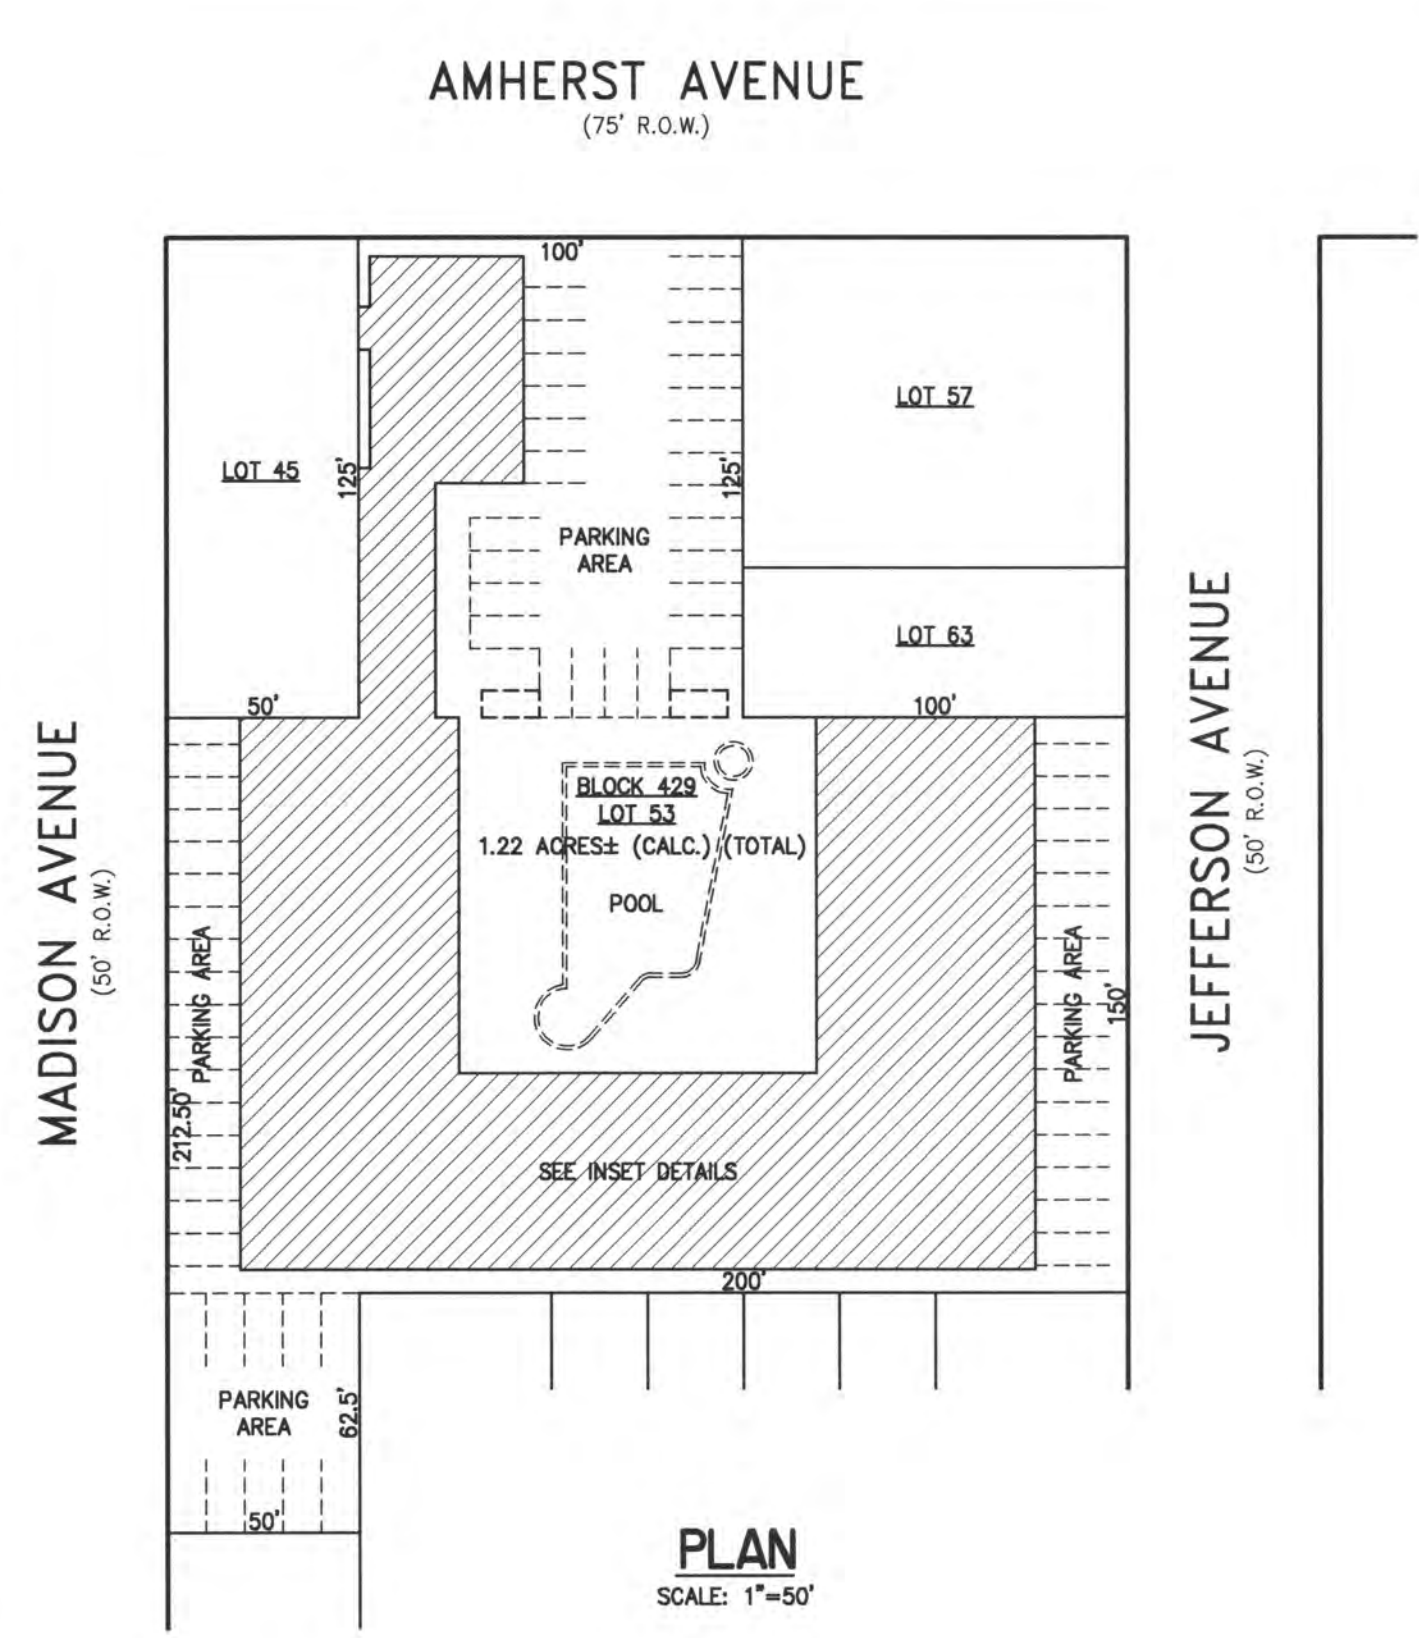 AMHERST AVENUE
(75' R.O.W.)
100'
LOT 57
LOT 45
125'
125'
PARKING
AREA
LOT 63
50'
100'
MADISON AVENUE
(50' R.O.W.)
JEFFERSON AVENUE
(50' R.O.W.)
BLOCK 429
LOT 53
1.22 ACRES± (CALC.) (TOTAL)
POOL
PARKING AREA
PARKING AREA
150'
212.50'
SEE INSET DETAILS
200'
PARKING
AREA
62.5'
50'
PLAN
SCALE: 1"=50'